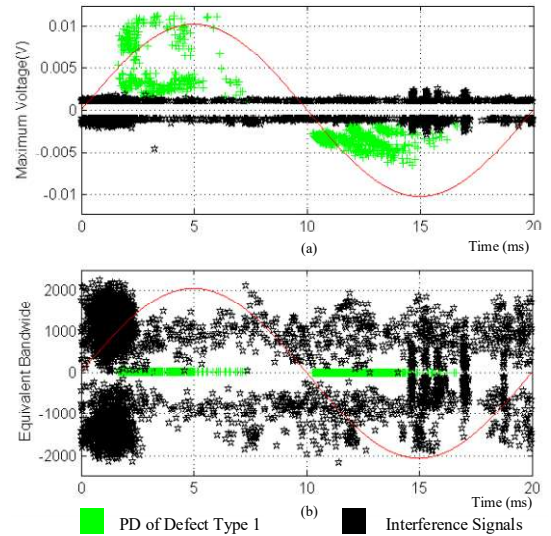 Maximum Voltage(V)
0.01
0.005
0
-0.005
-0.01
0 5 10 15 20
(a) Time (ms)
Equivalent Bandwide
2000
1000
0
-1000
-2000
0 5 10 15 20
(b) Time (ms)
PD of Defect Type 1 Interference Signals